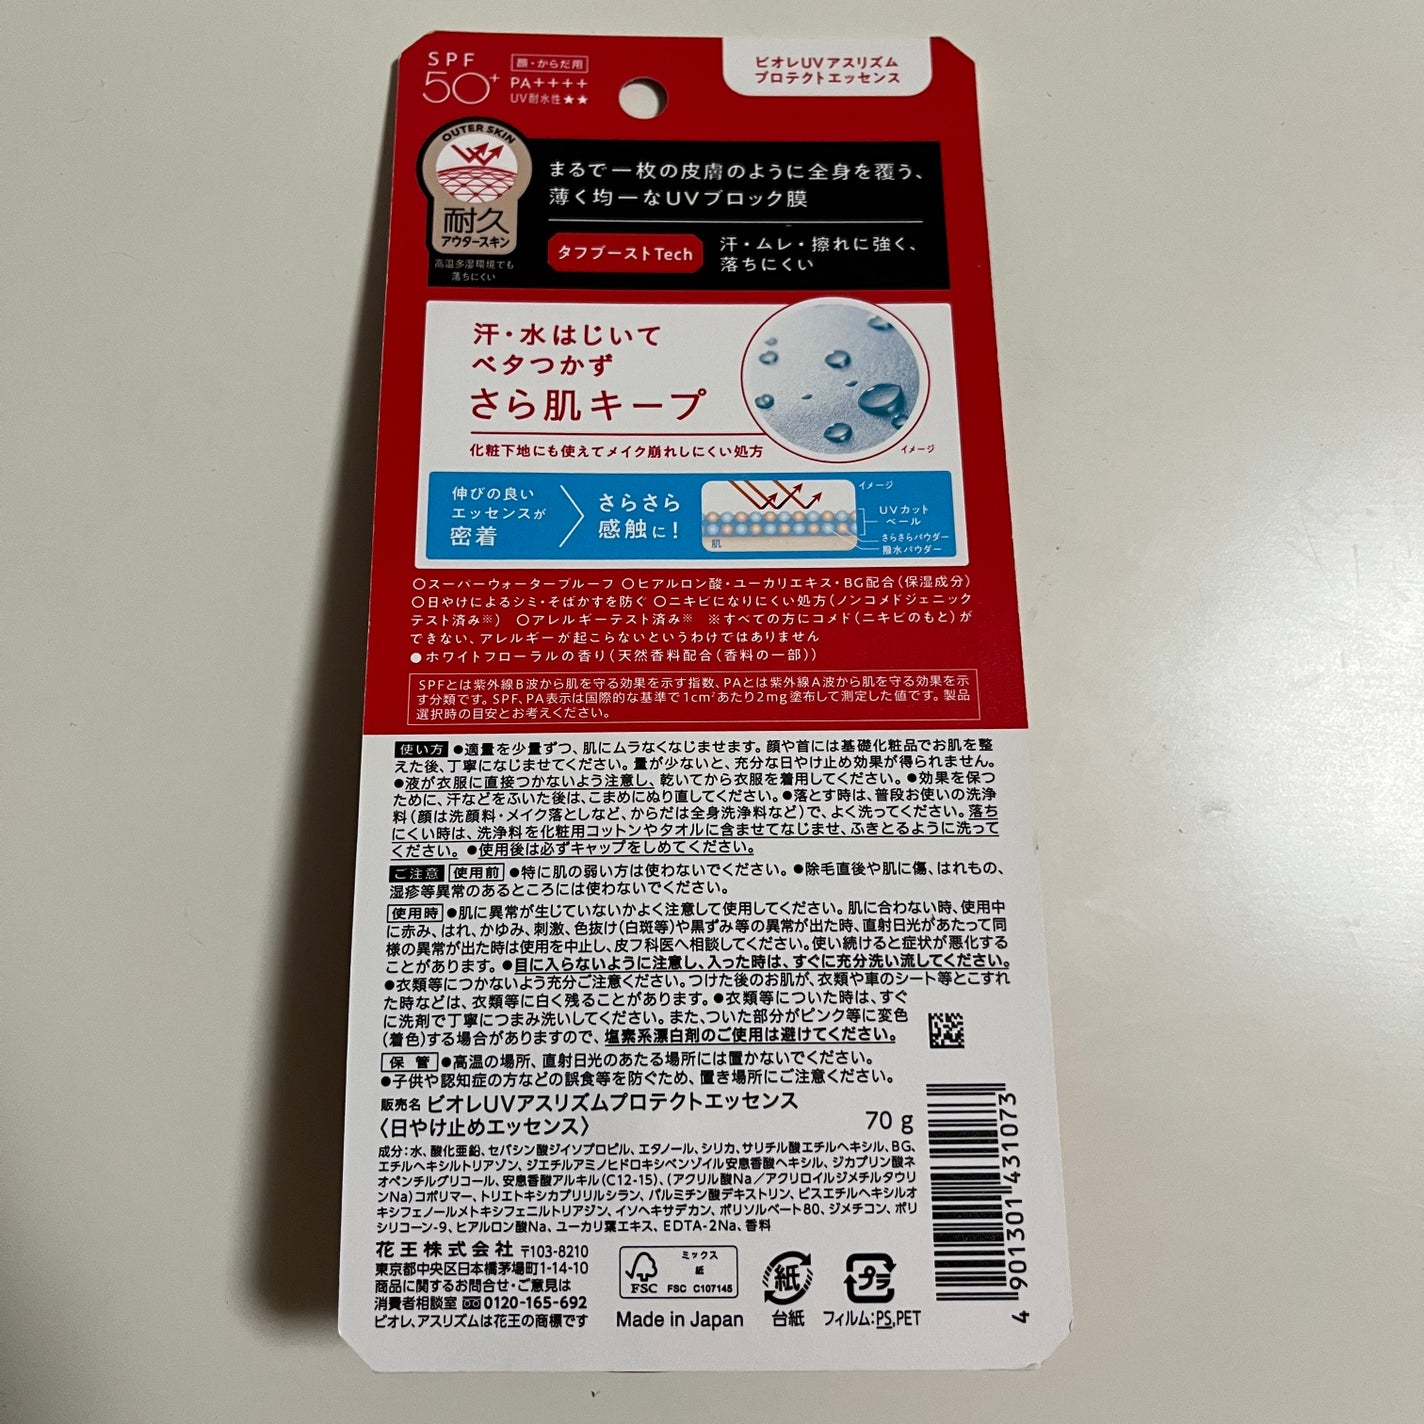 SPF
50+
顔・からだ用
PA++++
UV耐水性★★
ビオレUVアスリズム
プロテクトエッセンス
OUTER SKIN
耐久
アウタースキン
高温多湿環境でも
落ちにくい
まるで一枚の皮膚のように全身を覆う、
薄く均一なUVブロック膜
タフブーストTech
汗・ムレ・擦れに強く、
落ちにくい
汗・水はじいて
ベタつかず
さら肌キープ
化粧下地にも使えてメイク崩れしにくい処方
イメージ
伸びの良い
エッセンスが
密着
さらさら
感触に!
イメージ
UVカット
ベール
さらさらパウダー
撥水パウダー
肌
○スーパーウォータープルーフ ○ヒアルロン酸・ユーカリエキス・BG配合(保湿成分)
○日やけによるシミ・そばかすを防ぐ ○ニキビになりにくい処方(ノンコメドジェニック
テスト済み※) ○アレルギーテスト済み※ ※すべての方にコメド(ニキビのもと)が
できない、アレルギーが起こらないというわけではありません
●ホワイトフローラルの香り(天然香料配合(香料の一部))
SPFとは紫外線B波から肌を守る効果を示す指数、PAとは紫外線A波から肌を守る効果を示
す分類です。SPF、PA表示は国際的な基準で1cm²あたり2mg塗布して測定した値です。製品
選択時の目安とお考えください。
使い方 ●適量を少量ずつ、肌にムラなくなじませます。顔や首には基礎化粧品でお肌を整
えた後、丁寧になじませてください。量が少ないと、充分な日やけ止め効果が得られません。
●液が衣服に直接つかないよう注意し、乾いてから衣服を着用してください。●効果を保つ
ために、汗などをふいた後は、こまめにぬり直してください。●落とす時は、普段お使いの洗浄
料(顔は洗顔料・メイク落としなど、からだは全身洗浄料など)で、よく洗ってください。落ち
にくい時は、洗浄料を化粧用コットンやタオルに含ませてなじませ、ふきとるように洗って
ください。●使用後は必ずキャップをしめてください。
ご注意 使用前 ●特に肌の弱い方は使わないでください。●除毛直後や肌に傷、はれもの、
湿疹等異常のあるところには使わないでください。
使用時 ●肌に異常が生じていないかよく注意して使用してください。肌に合わない時、使用中
に赤み、はれ、かゆみ、刺激、色抜け(白斑等)や黒ずみ等の異常が出た時、直射日光があたって同
様の異常が出た時は使用を中止し、皮フ科医へ相談してください。使い続けると症状が悪化する
ことがあります。●目に入らないように注意し、入った時は、すぐに充分洗い流してください。
●衣類等につかないよう充分ご注意ください。つけた後のお肌が、衣類や車のシート等とこすれ
た時などは、衣類等に白く残ることがあります。●衣類等についた時は、すぐ
に洗剤で丁寧につまみ洗いしてください。また、ついた部分がピンク等に変色
(着色)する場合がありますので、塩素系漂白剤のご使用は避けてください。
保 管 ●高温の場所、直射日光のあたる場所には置かないでください。
●子供や認知症の方などの誤食等を防ぐため、置き場所にご注意ください。
販売名 ビオレUVアスリズムプロテクトエッセンス
〈日やけ止めエッセンス〉
70 g
成分:水、酸化亜鉛、セバシン酸ジイソプロピル、エタノール、シリカ、サリチル酸エチルヘキシル、BG、
エチルヘキシルトリアゾン、ジエチルアミノヒドロキシベンゾイル安息香酸ヘキシル、ジカプリン酸ネ
オペンチルグリコール、安息香酸アルキル(C12-15)、(アクリル酸Na/アクリロイルジメチルタウリ
ンNa)コポリマー、トリエトキシカプリリルシラン、パルミチン酸デキストリン、ビスエチルヘキシルオ
キシフェノールメトキシフェニルトリアジン、イソヘキサデカン、ポリソルベート80、ジメチコン、ポリ
シリコーン-9、ヒアルロン酸Na、ユーカリ葉エキス、EDTA-2Na、香料
花王株式会社 〒103-8210
東京都中央区日本橋茅場町1-14-10
商品に関するお問合せ・ご意見は
消費者相談室 0120-165-692
ビオレ、アスリズムは花王の商標です
FSC
ミックス
紙
FSC C107145
Made in Japan
紙
台紙
プラ
フィルム:PS,PET
4 901301 431073